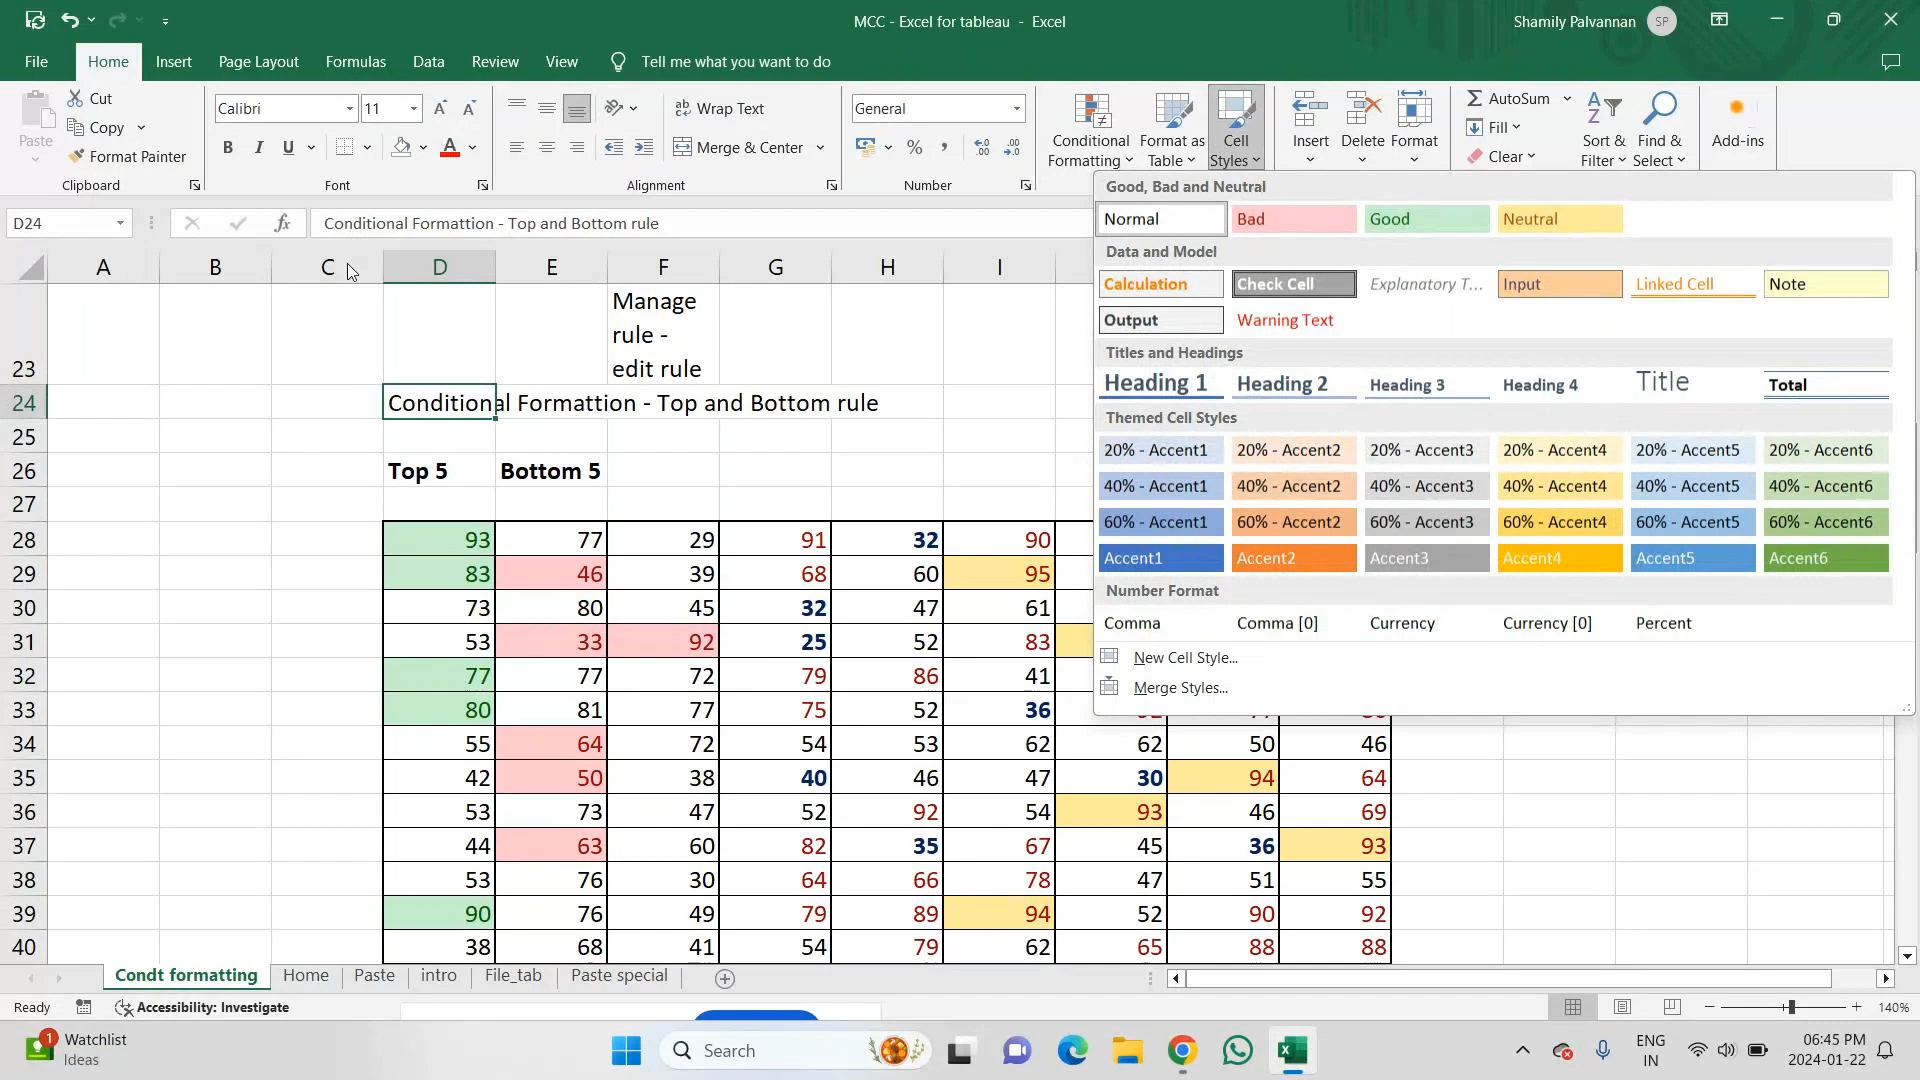 MCC - Excel for tableau - Excel
Shamily Palvannan
SP
File
Home
Insert
Page Layout
Formulas
Data
Review
View
Tell me what you want to do
Paste
Cut
Copy
Format Painter
Clipboard
Calibri
11
B I U
Font
Wrap Text
Merge & Center
Alignment
General
%
Number
Conditional
Formatting
Format as
Table
Cell
Styles
Insert
Delete
Format
AutoSum
Fill
Clear
Sort &
Filter
Find &
Select
Add-ins
D24
fx
Conditional Formattion - Top and Bottom rule
Good, Bad and Neutral
Normal
Bad
Good
Neutral
Data and Model
Calculation
Check Cell
Explanatory T...
Input
Linked Cell
Note
Output
Warning Text
Titles and Headings
Heading 1
Heading 2
Heading 3
Heading 4
Title
Total
Themed Cell Styles
20% - Accent1
20% - Accent2
20% - Accent3
20% - Accent4
20% - Accent5
20% - Accent6
40% - Accent1
40% - Accent2
40% - Accent3
40% - Accent4
40% - Accent5
40% - Accent6
60% - Accent1
60% - Accent2
60% - Accent3
60% - Accent4
60% - Accent5
60% - Accent6
Accent1
Accent2
Accent3
Accent4
Accent5
Accent6
Number Format
Comma
Comma [0]
Currency
Currency [0]
Percent
New Cell Style...
Merge Styles...
A B C D E F G H I
Manage
rule -
23 edit rule
24 Conditional Formattion - Top and Bottom rule
25
26 Top 5 Bottom 5
27
28 93 77 29 91 32 90
29 83 46 39 68 60 95
30 73 80 45 32 47 61
31 53 33 92 25 52 83
32 77 77 72 79 86 41
33 80 81 77 75 52 36
34 55 64 72 54 53 62 62 50 46
35 42 50 38 40 46 47 30 94 64
36 53 73 47 52 92 54 93 46 69
37 44 63 60 82 35 67 45 36 93
38 53 76 30 64 66 78 47 51 55
39 90 76 49 79 89 94 52 90 92
40 38 68 41 54 79 62 65 88 88
Condt formatting
Home
Paste
intro
File_tab
Paste special
Ready
Accessibility: Investigate
140%
1
Watchlist
Ideas
Search
ENG
IN
06:45 PM
2024-01-22